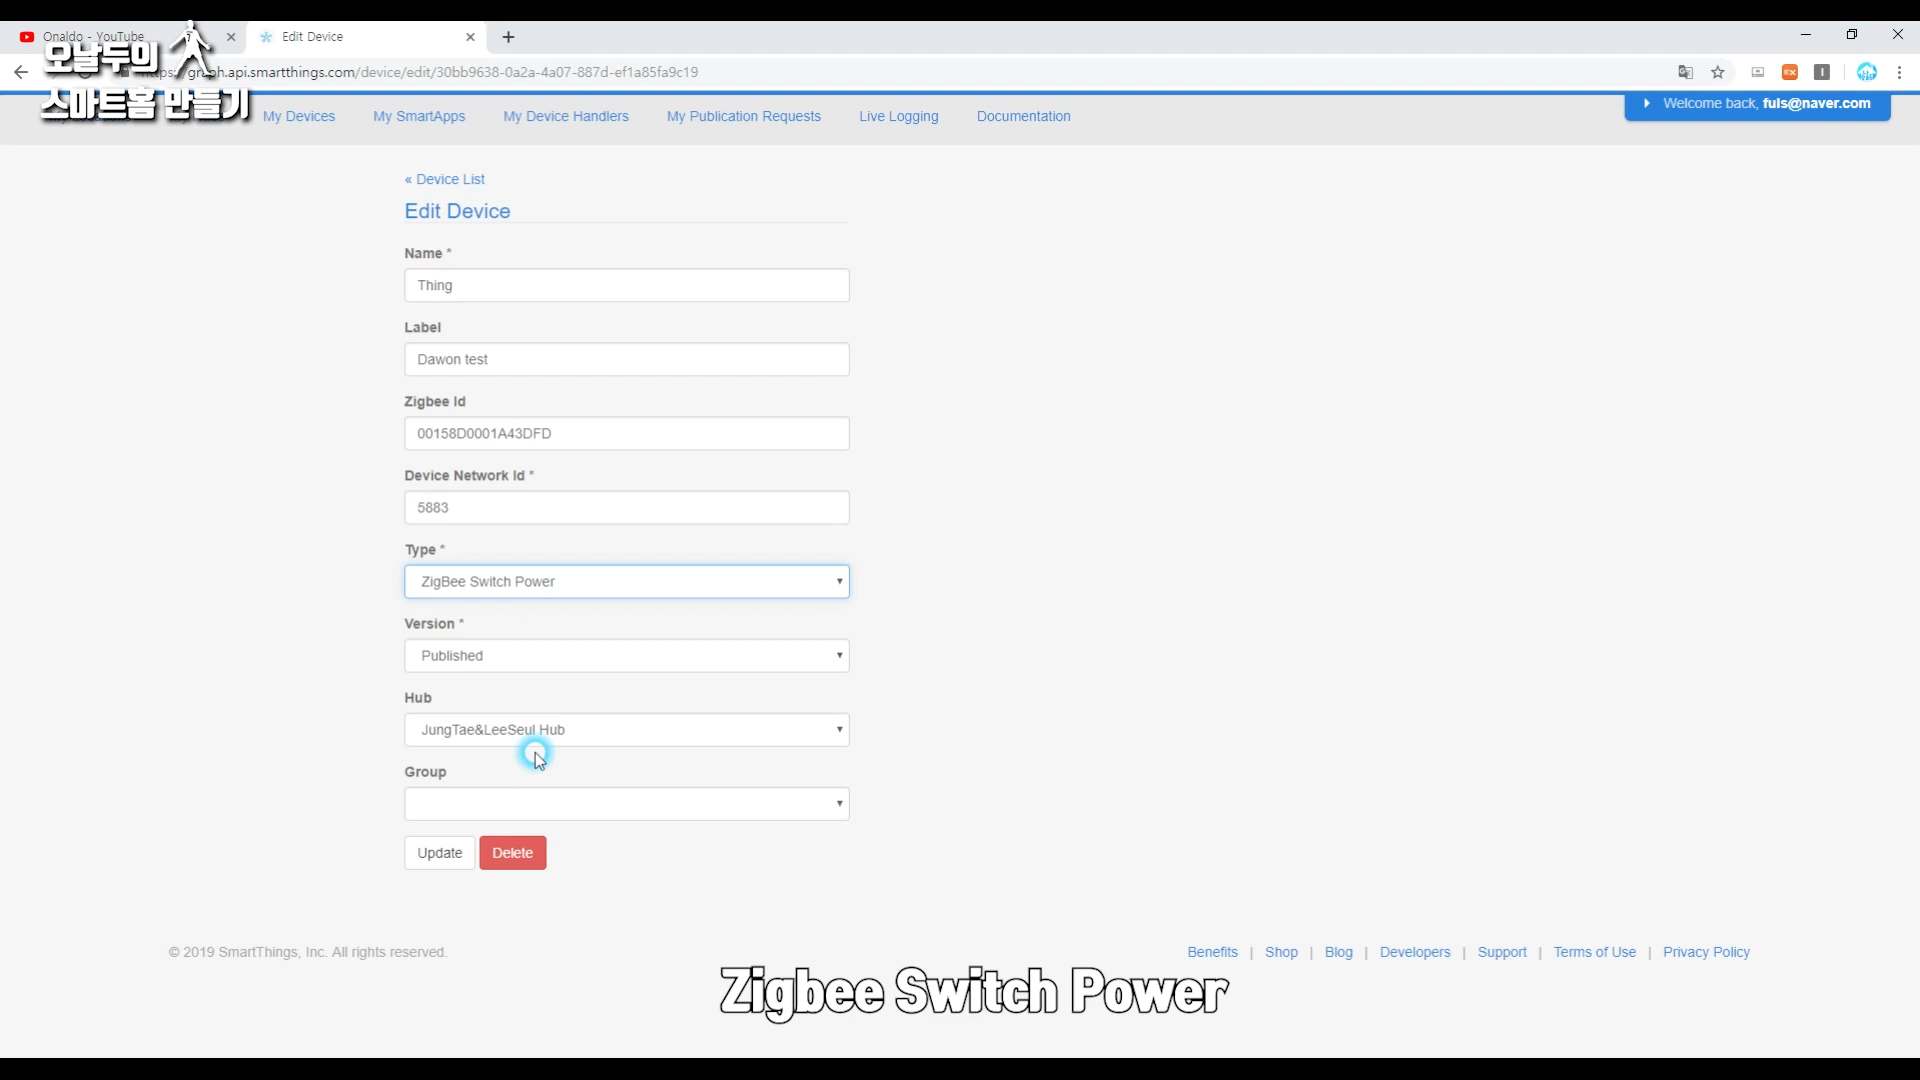 Onaldo - YouTube
Edit Device
오날두의
스마트홈 만들기
graph.api.smartthings.com/device/edit/30bb9638-0a2a-4a07-887d-ef1a85fa9c19
My Devices
My SmartApps
My Device Handlers
My Publication Requests
Live Logging
Documentation
Welcome back, fuls@naver.com
« Device List
Edit Device
Name *
Thing
Label
Dawon test
Zigbee Id
00158D0001A43DFD
Device Network Id *
5883
Type *
ZigBee Switch Power
Version *
Published
Hub
JungTae&LeeSeul Hub
Group
Update
Delete
© 2019 SmartThings, Inc. All rights reserved.
Benefits | Shop | Blog | Developers | Support | Terms of Use | Privacy Policy
Zigbee Switch Power